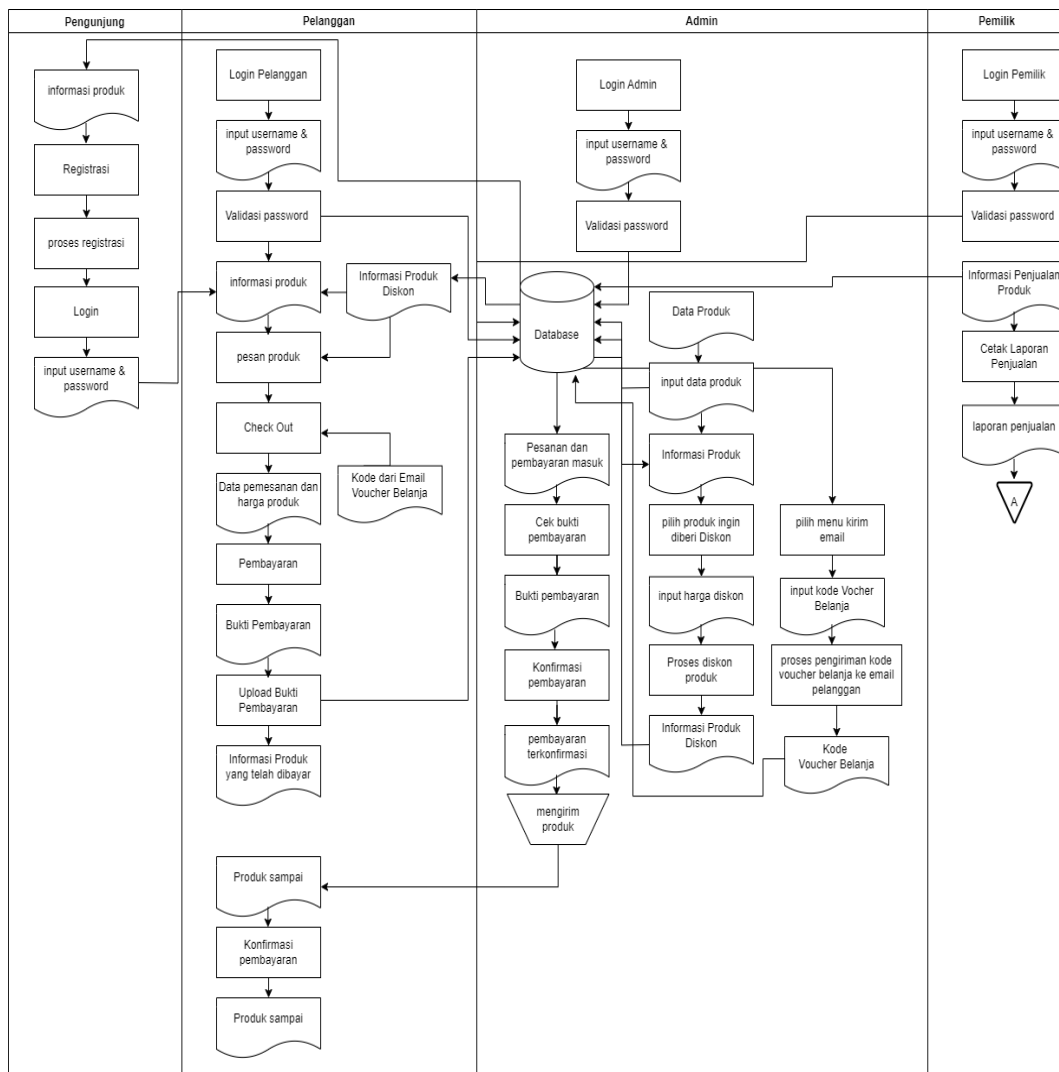 Pengunjung
Pelanggan
Admin
Pemilik
informasi produk
Registrasi
proses registrasi
Login
input username &
password
Login Pelanggan
input username &
password
Validasi password
informasi produk
Informasi Produk
Diskon
pesan produk
Check Out
Kode dari Email
Voucher Belanja
Data pemesanan dan
harga produk
Pembayaran
Bukti Pembayaran
Upload Bukti
Pembayaran
Informasi Produk
yang telah dibayar
Produk sampai
Konfirmasi
pembayaran
Produk sampai
Login Admin
input username &
password
Validasi password
Database
Data Produk
input data produk
Pesanan dan
pembayaran masuk
Cek bukti
pembayaran
Bukti pembayaran
Konfirmasi
pembayaran
pembayaran
terkonfirmasi
mengirim
produk
Informasi Produk
pilih produk ingin
diberi Diskon
input harga diskon
Proses diskon
produk
Informasi Produk
Diskon
pilih menu kirim
email
input kode Vocher
Belanja
proses pengiriman kode
voucher belanja ke email
pelanggan
Kode
Voucher Belanja
Login Pemilik
input username &
password
Validasi password
Informasi Penjualan
Produk
Cetak Laporan
Penjualan
laporan penjualan
A